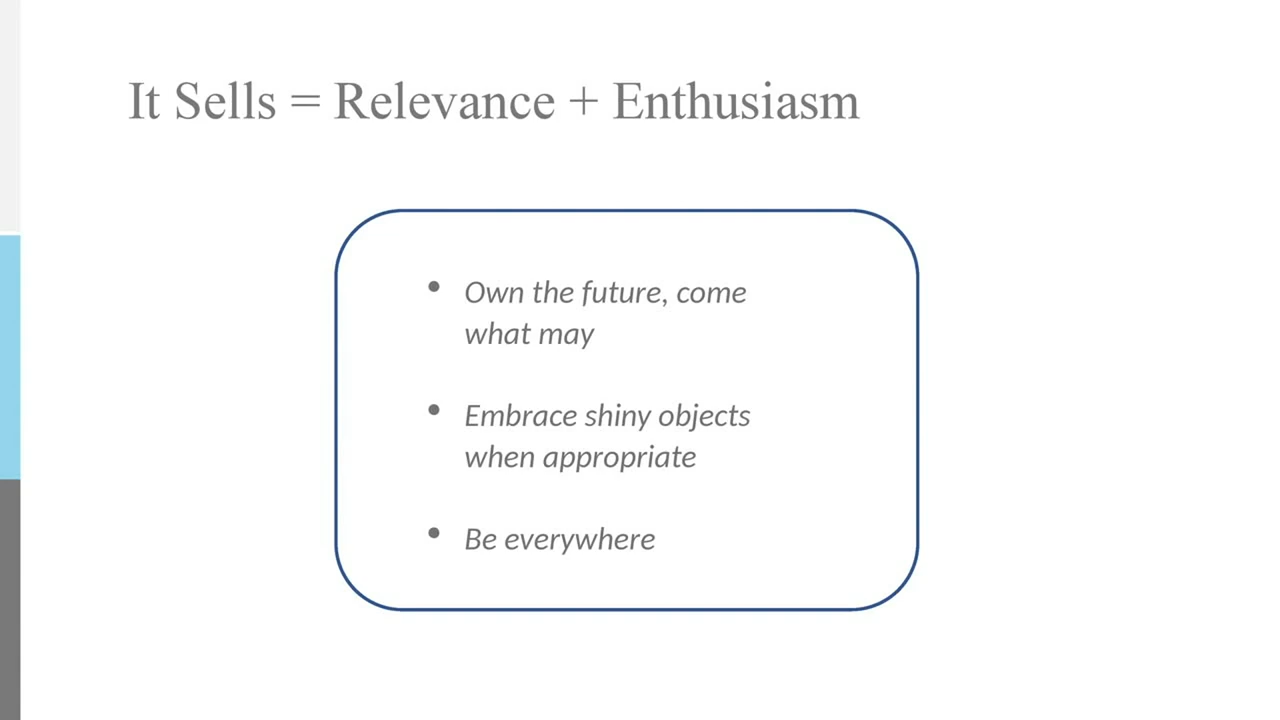 It Sells = Relevance + Enthusiasm
• Own the future, come
what may
• Embrace shiny objects
when appropriate
• Be everywhere